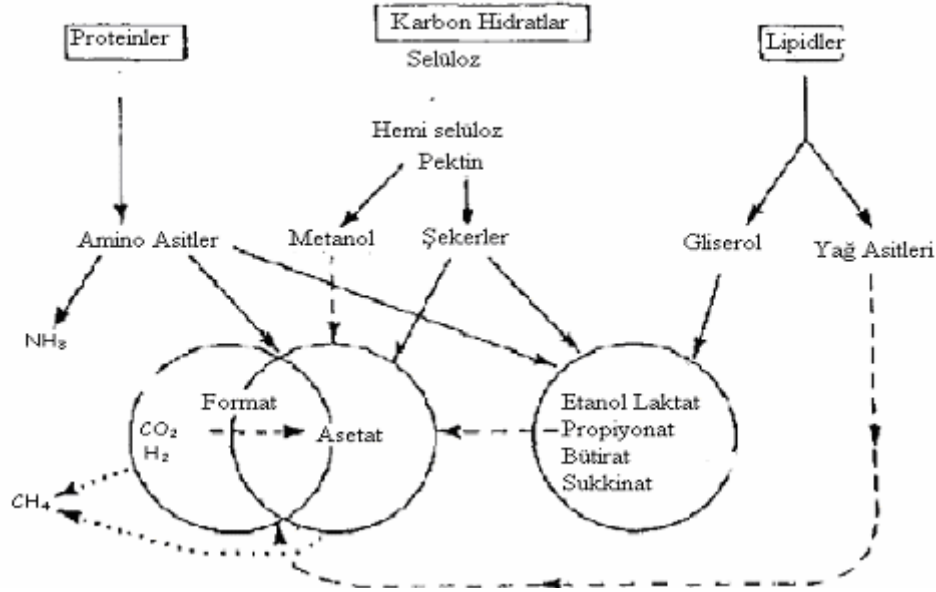 Proteinler
Karbon Hidratlar
Lipidler
Selüloz
Hemi selüloz
Pektin
Amino Asitler
Metanol
Şekerler
Gliserol
Yağ Asitleri
NH₃
Format
CO₂
H₂
Asetat
Etanol Laktat
Propiyonat
Bütirat
Sukkinat
CH₄